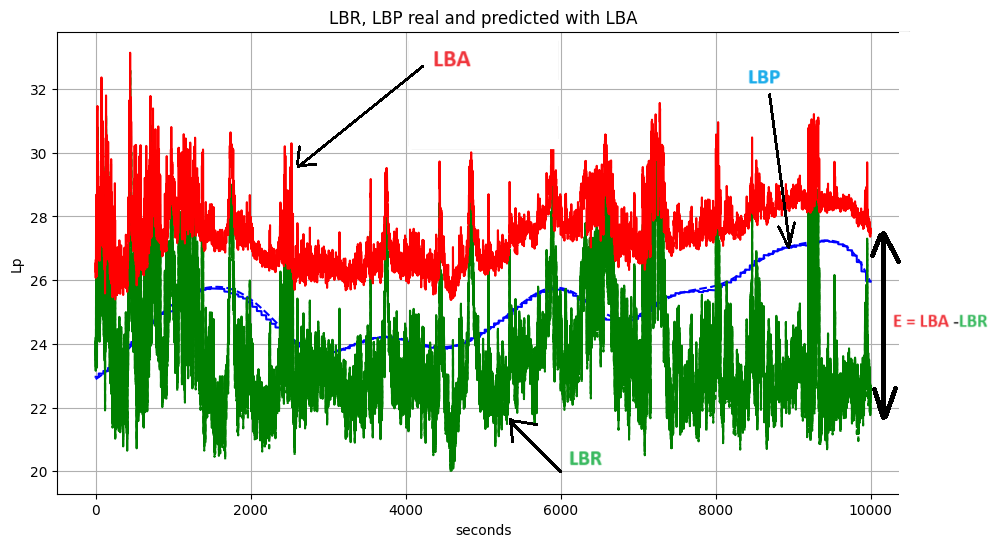 LBR, LBP real and predicted with LBA
LBA
LBP
32
30
28
26
24
22
20
Lp
E = LBA -LBR
LBR
0
2000
4000
6000
8000
10000
seconds